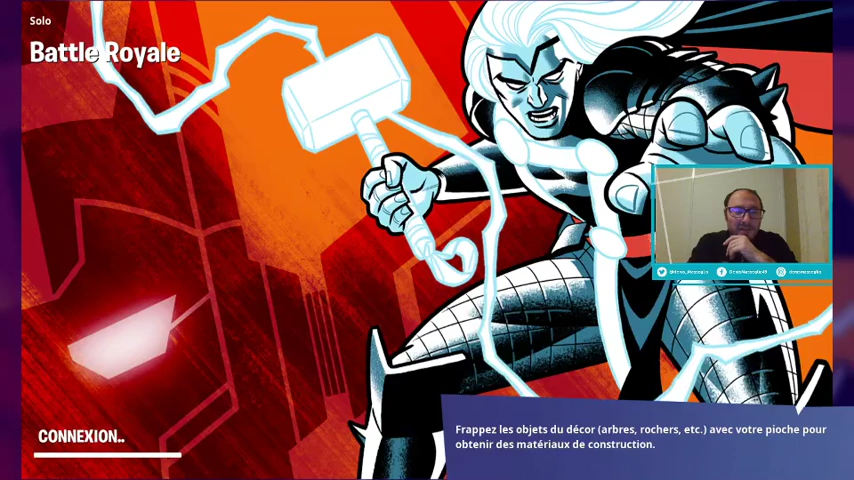 Solo
Battle Royale
CONNEXION..
Frappez les objets du décor (arbres, rochers, etc.) avec votre pioche pour
obtenir des matériaux de construction.